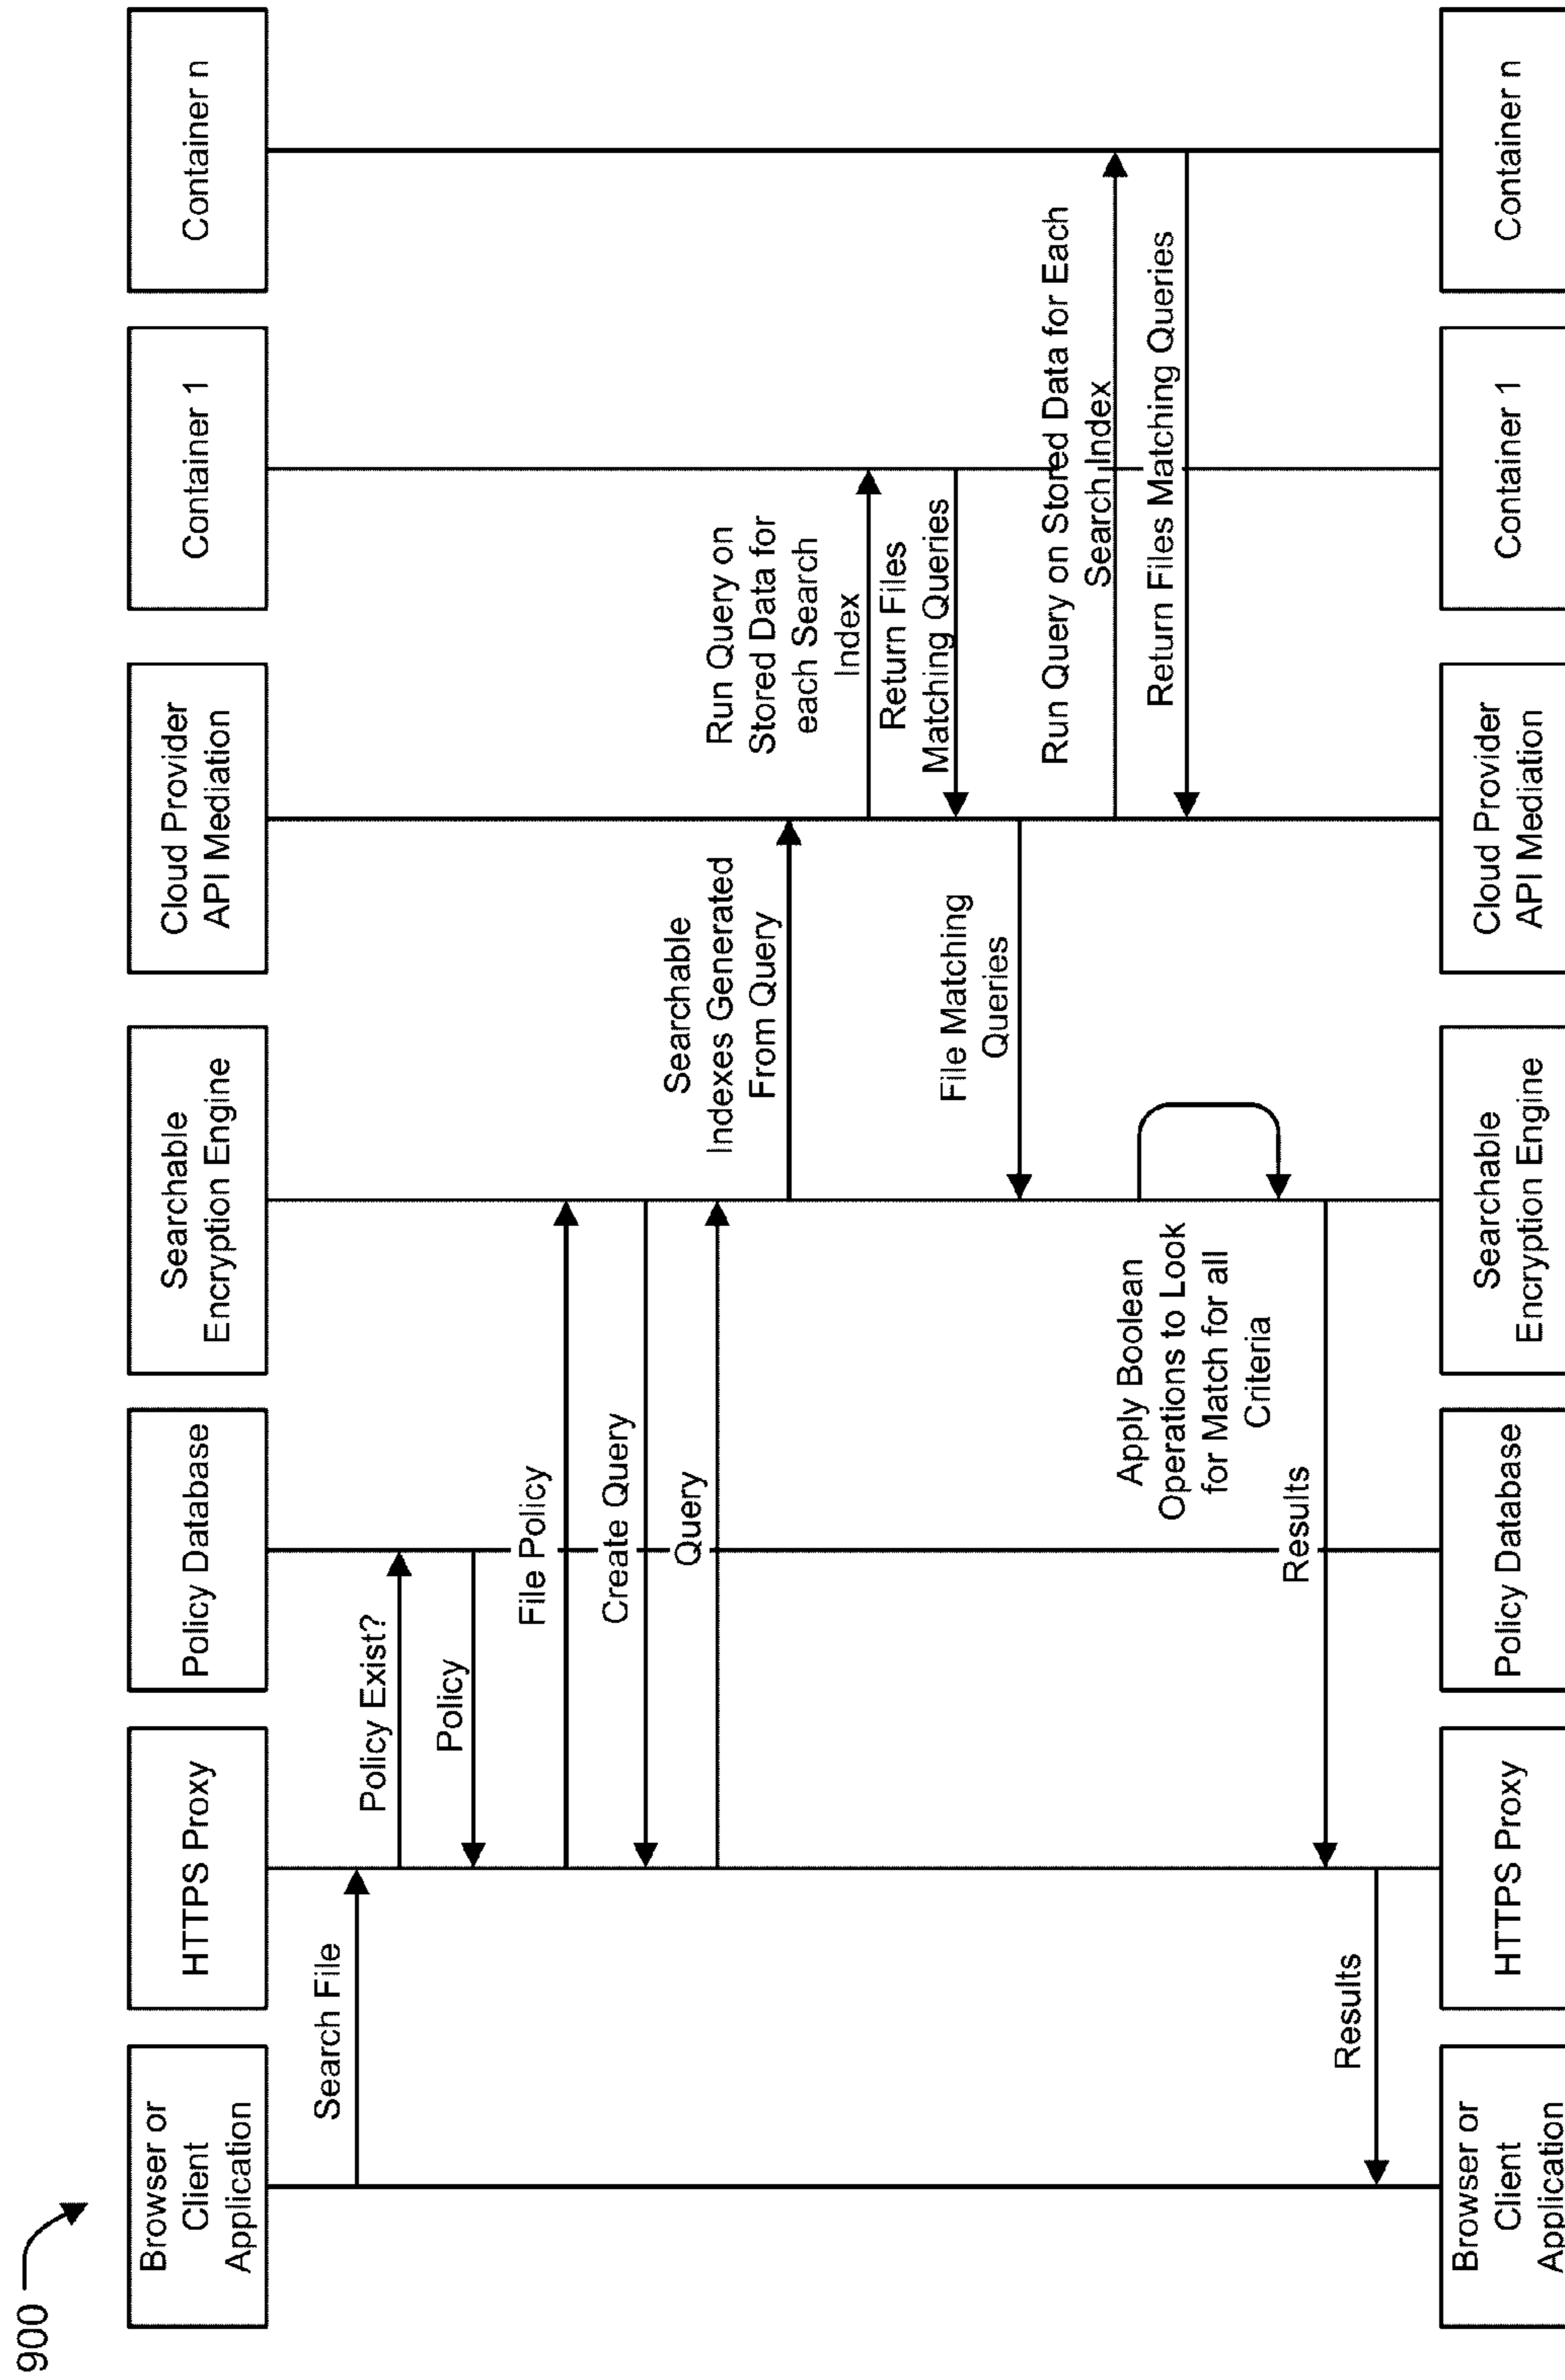 900
Browser or
Client
Application
HTTPS Proxy
Policy Database
Searchable
Encryption Engine
Cloud Provider
API Mediation
Container 1
Container n
Search File
Policy Exist?
Policy
File Policy
Create Query
Query
Searchable
Indexes Generated
From Query
Run Query on
Stored Data for
each Search
Index
Return Files
Matching Queries
File Matching
Queries
Run Query on Stored Data for Each
Search Index
Return Files Matching Queries
Apply Boolean
Operations to Look
for Match for all
Criteria
Results
Results
Browser or
Client
Application
HTTPS Proxy
Policy Database
Searchable
Encryption Engine
Cloud Provider
API Mediation
Container 1
Container n